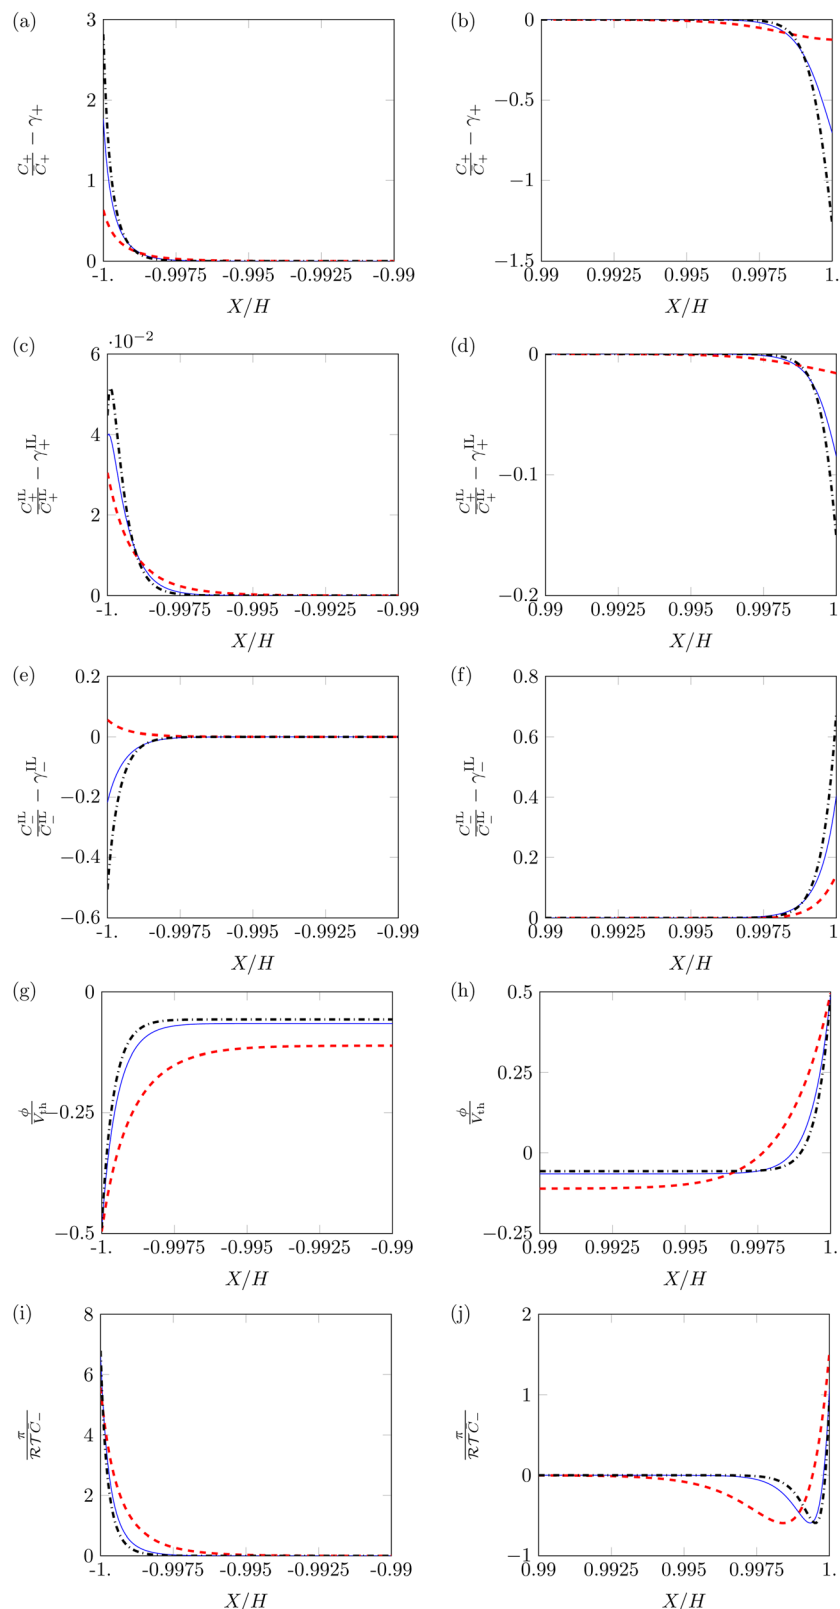 (a)
3
2
1
0
C₊/C̄₊ − γ₊
-1. -0.9975 -0.995 -0.9925 -0.99
X/H
(b)
0
−0.5
−1
−1.5
C₊/C̄₊ − γ₊
0.99 0.9925 0.995 0.9975 1.
X/H
(c)
·10⁻²
6
4
2
0
C₊ᴵᴸ/C̄₊ᴵᴸ − γ₊ᴵᴸ
-1. -0.9975 -0.995 -0.9925 -0.99
X/H
(d)
0
−0.1
−0.2
C₊ᴵᴸ/C̄₊ᴵᴸ − γ₊ᴵᴸ
0.99 0.9925 0.995 0.9975 1.
X/H
(e)
0.2
0
−0.2
−0.4
−0.6
C₋ᴵᴸ/C̄₋ᴵᴸ − γ₋ᴵᴸ
-1. -0.9975 -0.995 -0.9925 -0.99
X/H
(f)
0.8
0.6
0.4
0.2
0
C₋ᴵᴸ/C̄₋ᴵᴸ − γ₋ᴵᴸ
0.99 0.9925 0.995 0.9975 1.
X/H
(g)
0
−0.25
−0.5
ϕ/Vth
-1. -0.9975 -0.995 -0.9925 -0.99
X/H
(h)
0.5
0.25
0
−0.25
ϕ/Vth
0.99 0.9925 0.995 0.9975 1.
X/H
(i)
8
6
4
2
0
π/ℛ𝒯C̄₋
-1. -0.9975 -0.995 -0.9925 -0.99
X/H
(j)
2
1
0
−1
π/ℛ𝒯C̄₋
0.99 0.9925 0.995 0.9975 1.
X/H